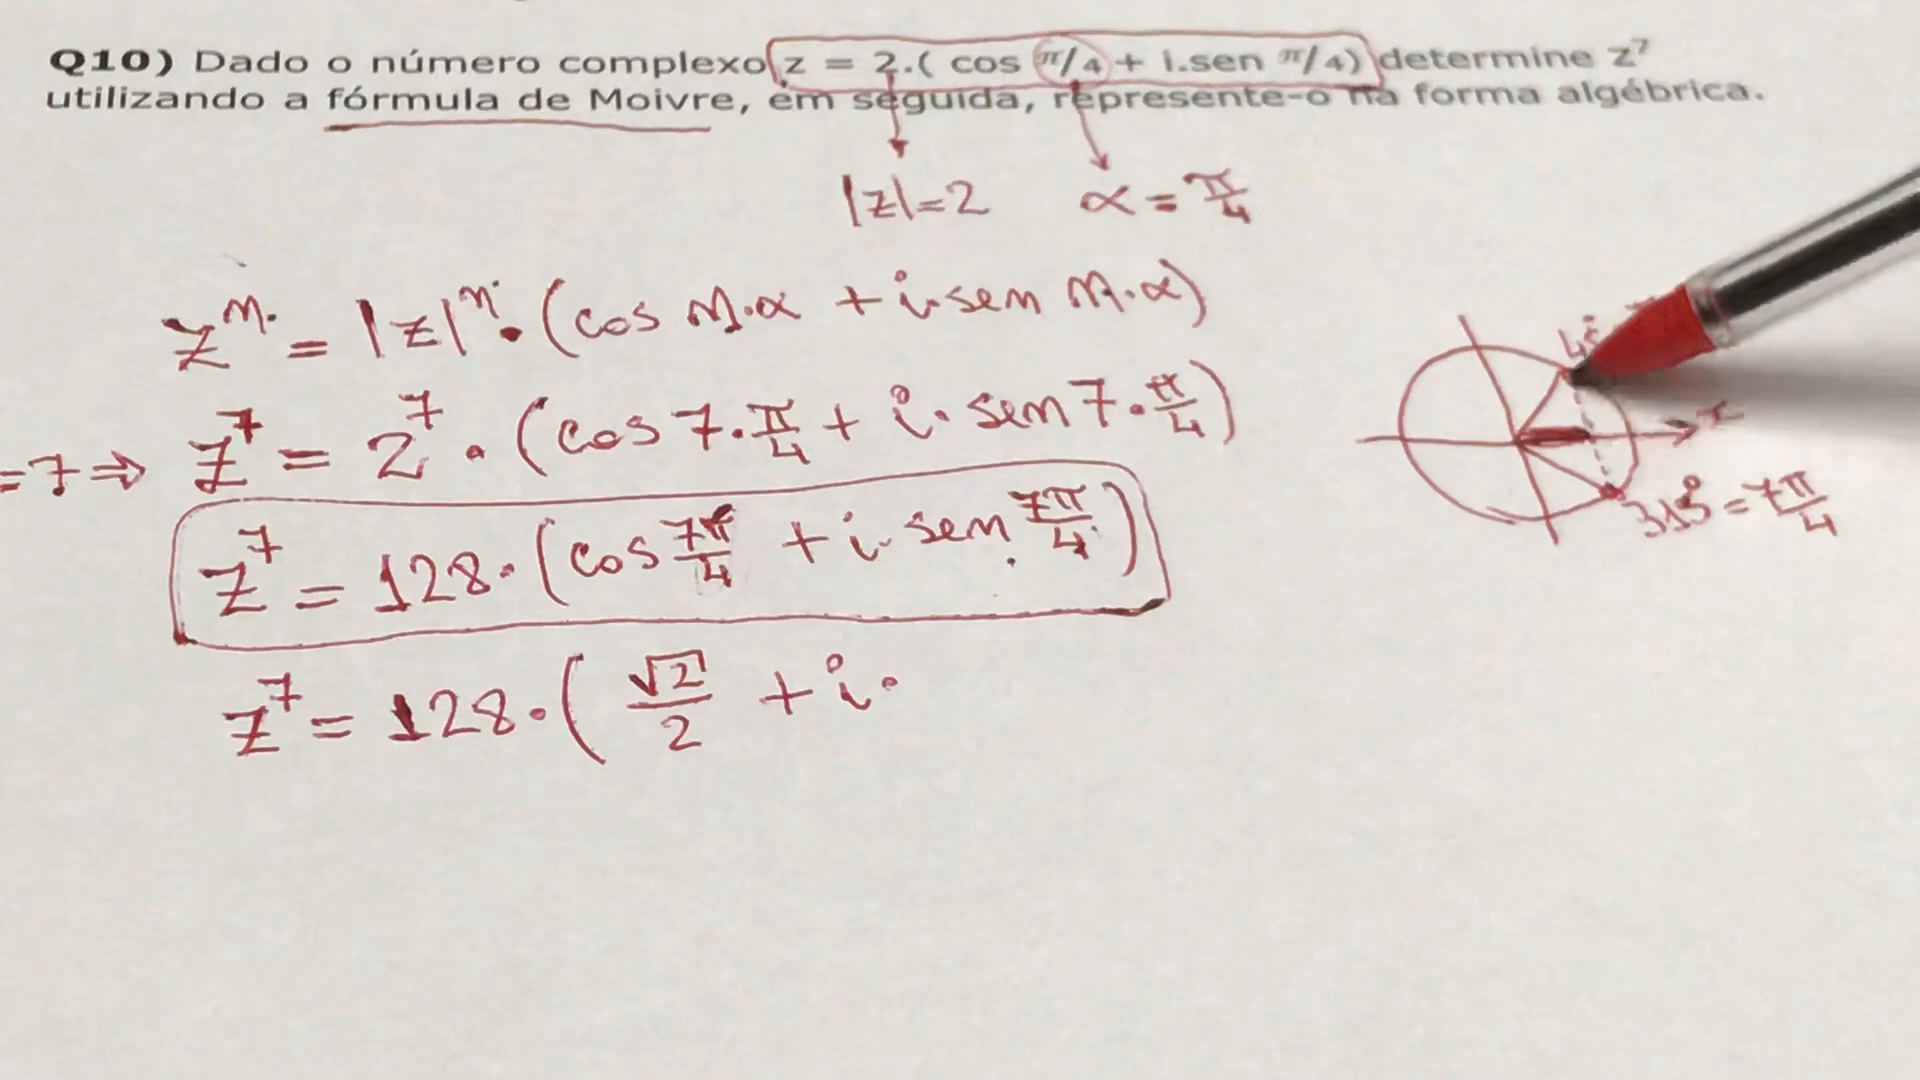 Q10) Dado o número complexo z = 2.( cos π/4 + i.sen π/4) determine z⁷
utilizando a fórmula de Moivre, em seguida, represente-o na forma algébrica.
|z|=2 α = π/4
zⁿ = |z|ⁿ · (cos n·α + i·sen n·α)
=7 ⇒ z⁷ = 2⁷ · (cos 7·π/4 + i· sen 7·π/4)
z⁷ = 128· (cos 7π/4 + i· sen 7π/4)
z⁷ = 128· ( √2/2 + i·
x
315° = 7π/4